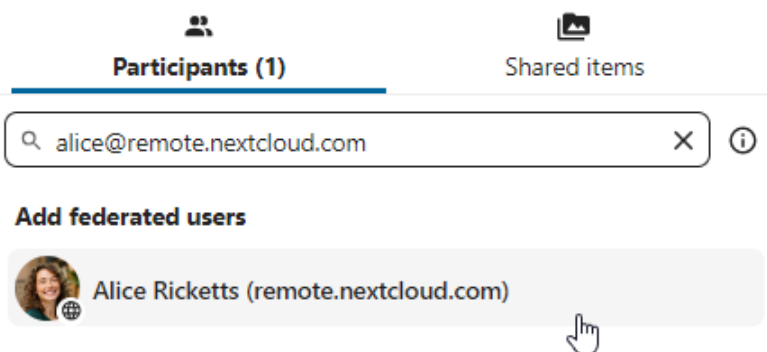 Participants (1)
Shared items
alice@remote.nextcloud.com
Add federated users
Alice Ricketts (remote.nextcloud.com)